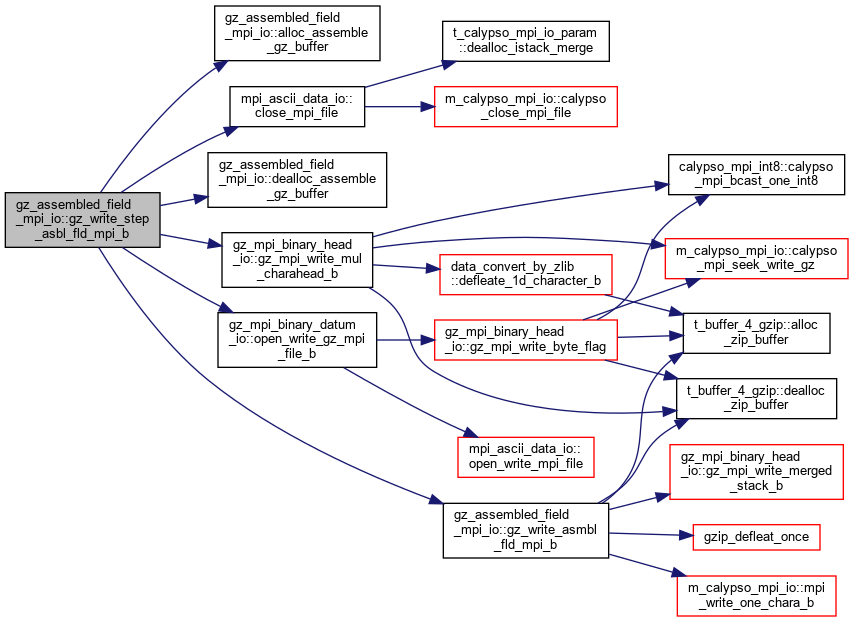 gz_assembled_field
_mpi_io::gz_write_step
_asbl_fld_mpi_b
gz_assembled_field
_mpi_io::alloc_assemble
_gz_buffer
mpi_ascii_data_io::
close_mpi_file
gz_assembled_field
_mpi_io::dealloc_assemble
_gz_buffer
gz_mpi_binary_head
_io::gz_mpi_write_mul
_charahead_b
gz_mpi_binary_datum
_io::open_write_gz_mpi
_file_b
t_calypso_mpi_io_param
::dealloc_istack_merge
m_calypso_mpi_io::calypso
_close_mpi_file
data_convert_by_zlib
::defleate_1d_character_b
gz_mpi_binary_head
_io::gz_mpi_write_byte_flag
mpi_ascii_data_io::
open_write_mpi_file
gz_assembled_field
_mpi_io::gz_write_asmbl
_fld_mpi_b
calypso_mpi_int8::calypso
_mpi_bcast_one_int8
m_calypso_mpi_io::calypso
_mpi_seek_write_gz
t_buffer_4_gzip::alloc
_zip_buffer
t_buffer_4_gzip::dealloc
_zip_buffer
gz_mpi_binary_head
_io::gz_mpi_write_merged
_stack_b
gzip_defleat_once
m_calypso_mpi_io::mpi
_write_one_chara_b